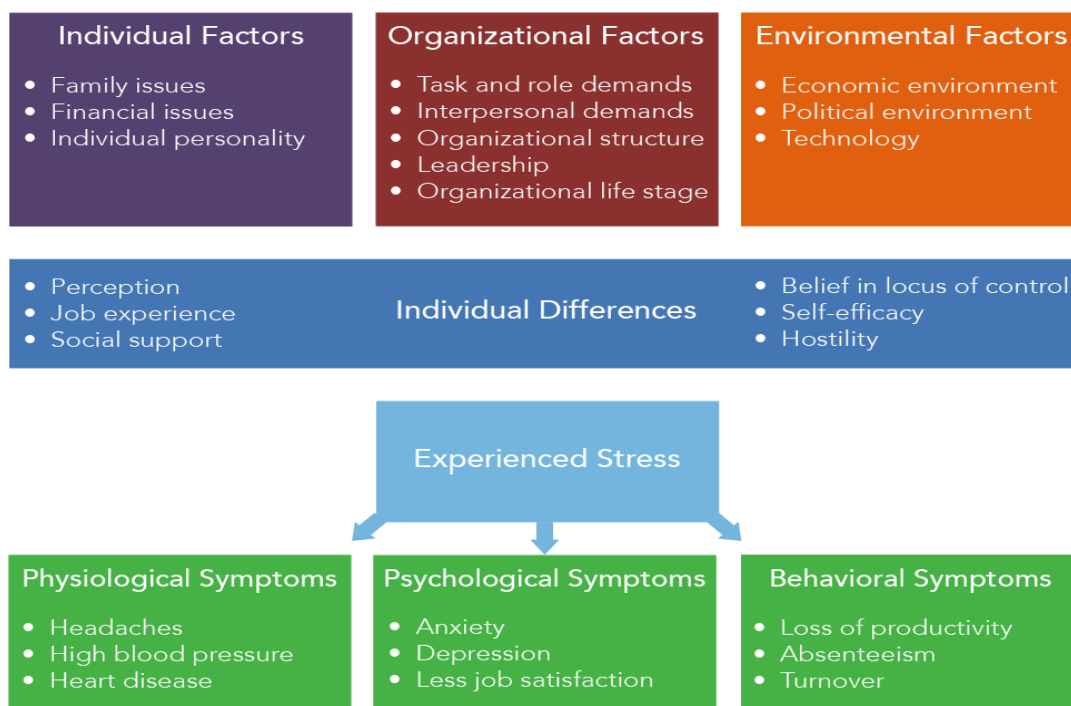 Individual Factors
• Family issues
• Financial issues
• Individual personality
Organizational Factors
• Task and role demands
• Interpersonal demands
• Organizational structure
• Leadership
• Organizational life stage
Environmental Factors
• Economic environment
• Political environment
• Technology
• Perception
• Job experience
• Social support
Individual Differences
• Belief in locus of control
• Self-efficacy
• Hostility
Experienced Stress
Physiological Symptoms
• Headaches
• High blood pressure
• Heart disease
Psychological Symptoms
• Anxiety
• Depression
• Less job satisfaction
Behavioral Symptoms
• Loss of productivity
• Absenteeism
• Turnover